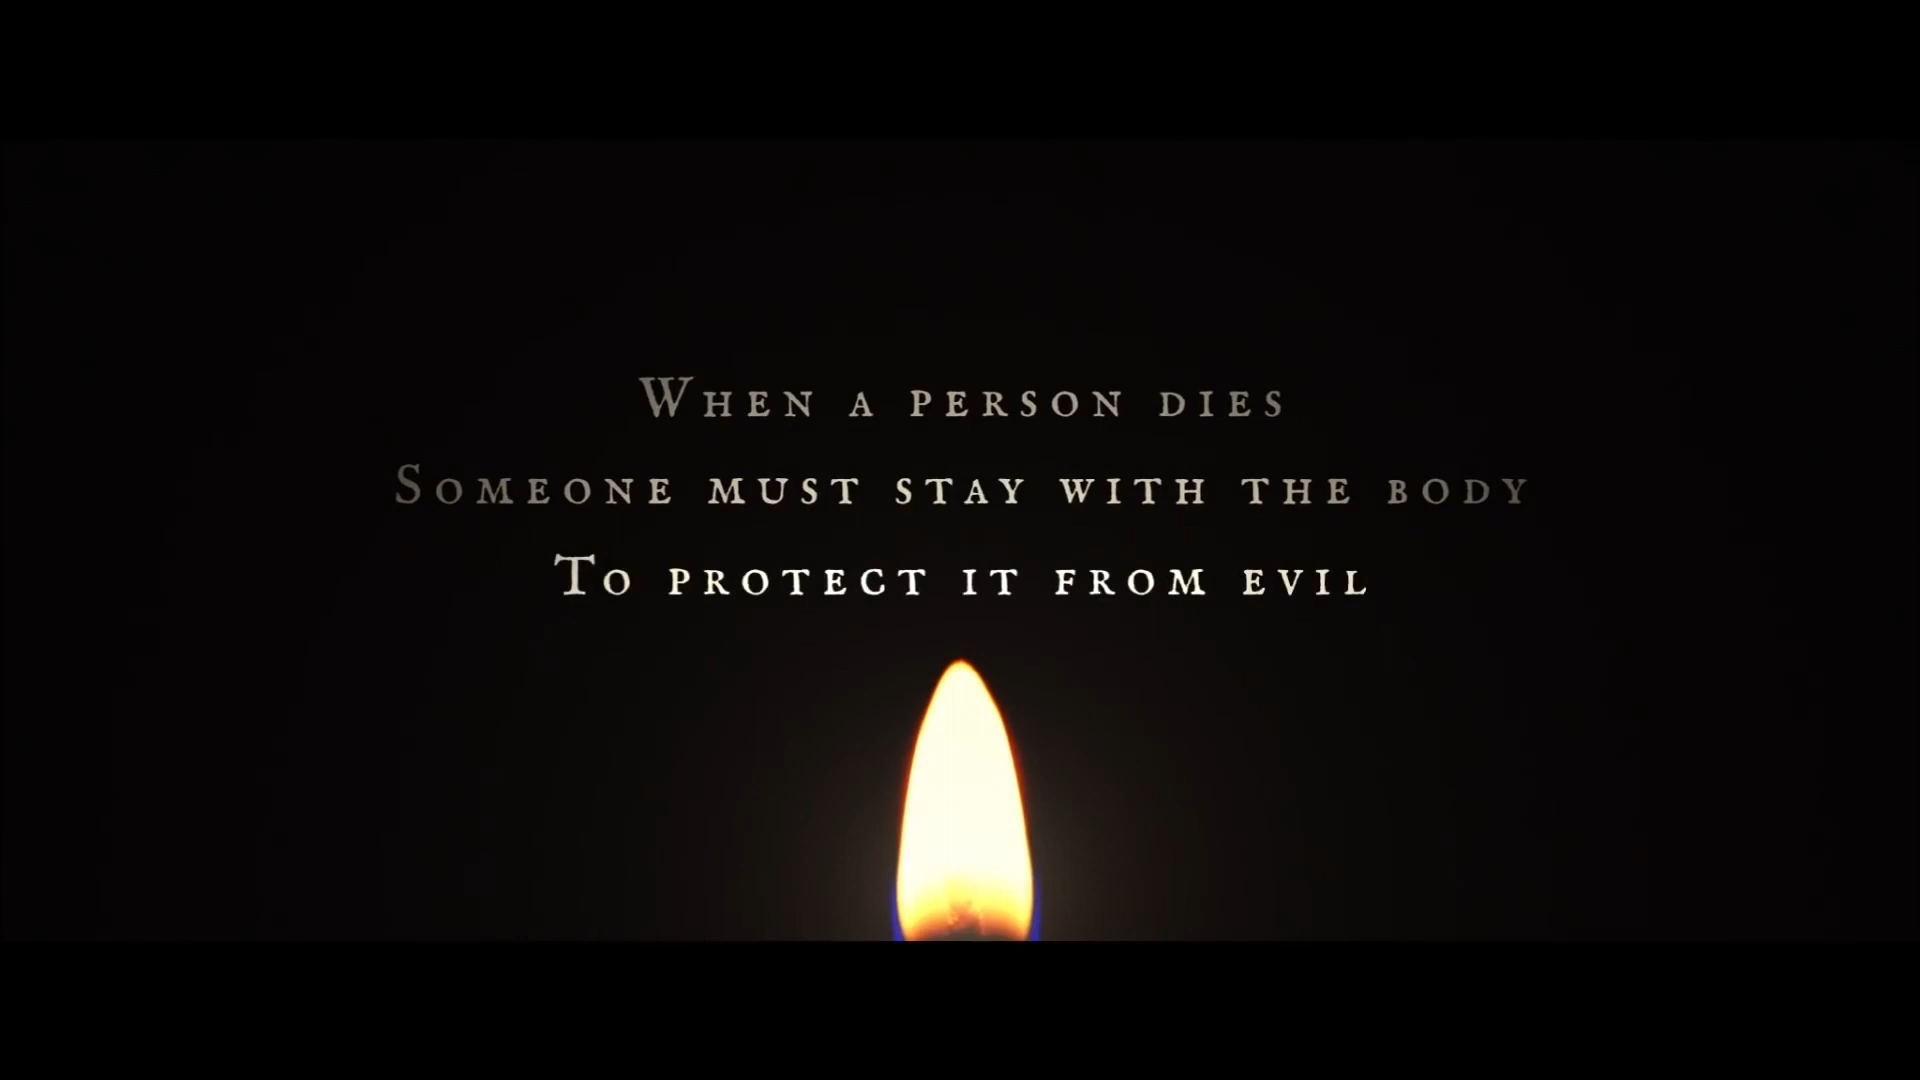 When a person dies
Someone must stay with the body
To protect it from evil